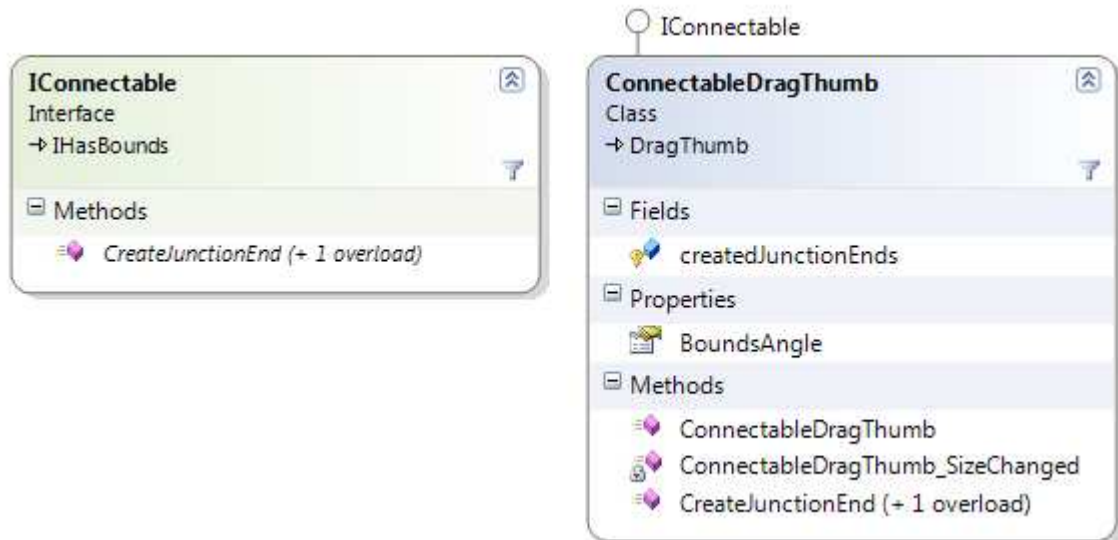 IConnectable
Interface
IHasBounds
Methods
CreateJunctionEnd (+ 1 overload)
IConnectable
ConnectableDragThumb
Class
DragThumb
Fields
createdJunctionEnds
Properties
BoundsAngle
Methods
ConnectableDragThumb
ConnectableDragThumb_SizeChanged
CreateJunctionEnd (+ 1 overload)